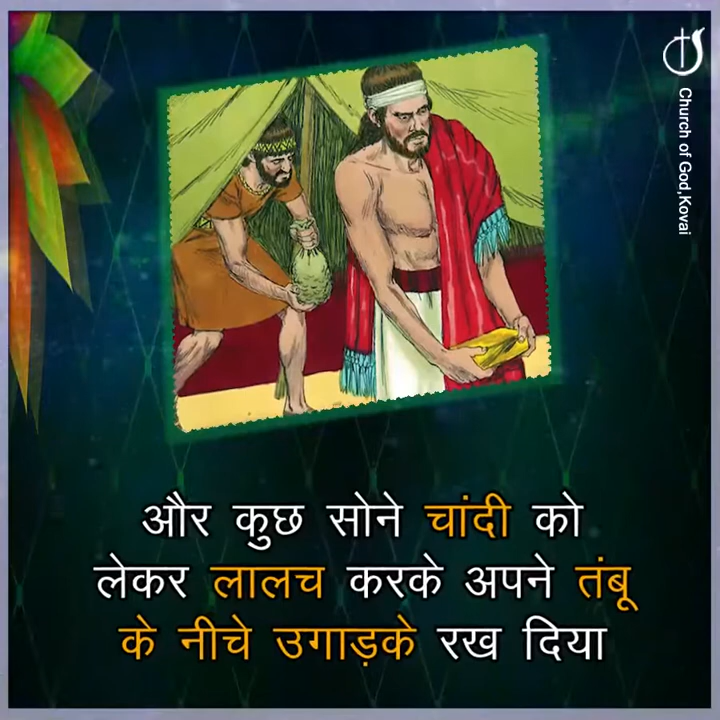 Church of God,Kovai
और कुछ सोने चांदी को
लेकर लालच करके अपने तंबू
के नीचे उगाड़के रख दिया